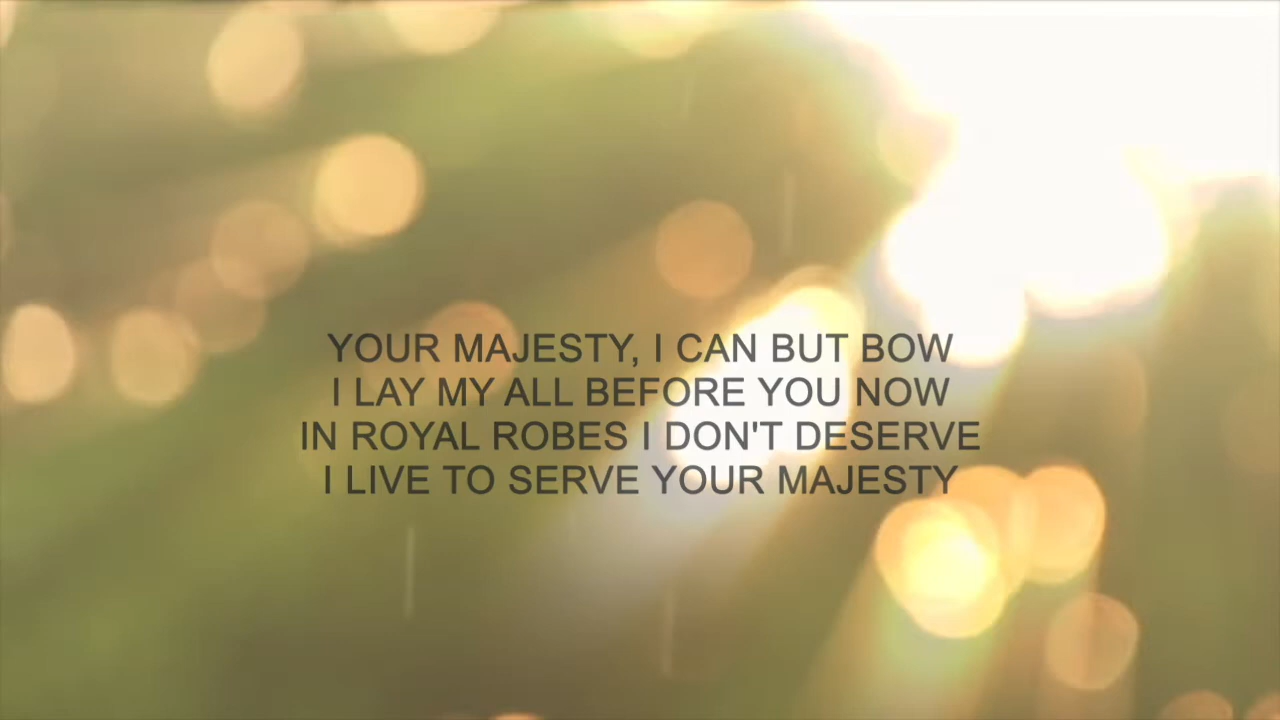 YOUR MAJESTY, I CAN BUT BOW
I LAY MY ALL BEFORE YOU NOW
IN ROYAL ROBES I DON'T DESERVE
I LIVE TO SERVE YOUR MAJESTY